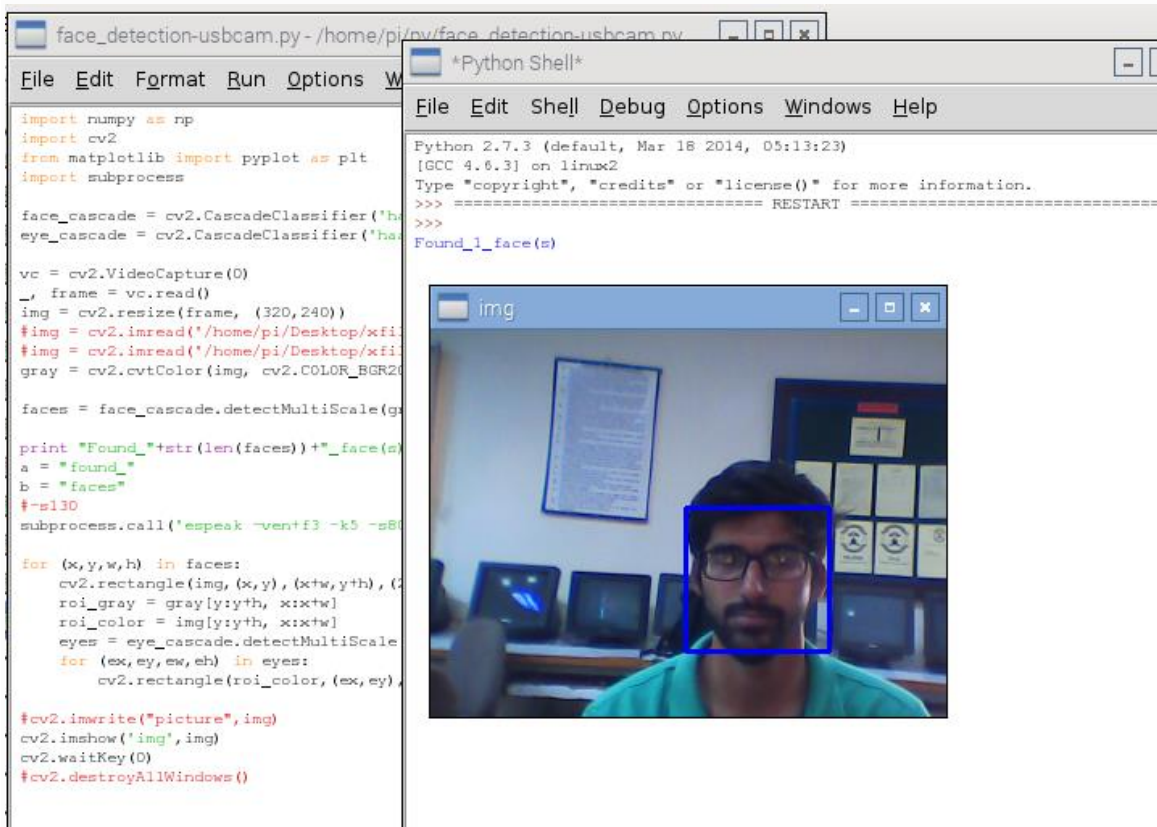 face_detection-usbcam.py - /home/pi/py/face_detection-usbcam.py
File Edit Format Run Options
import numpy as np
import cv2
from matplotlib import pyplot as plt
import subprocess
face_cascade = cv2.CascadeClassifier('ha
eye_cascade = cv2.CascadeClassifier('haa
vc = cv2.VideoCapture(0)
_, frame = vc.read()
img = cv2.resize(frame, (320,240))
#img = cv2.imread('/home/pi/Desktop/xfi
#img = cv2.imread('/home/pi/Desktop/xfi
gray = cv2.cvtColor(img, cv2.COLOR_BGR2G
faces = face_cascade.detectMultiScale(gr
print "Found_"+str(len(faces))+"_face(s)
a = "found_"
b = "faces"
#-s130
subprocess.call('espeak -ven+f3 -k5 -s80
for (x,y,w,h) in faces:
cv2.rectangle(img,(x,y),(x+w,y+h),(2
roi_gray = gray[y:y+h, x:x+w]
roi_color = img[y:y+h, x:x+w]
eyes = eye_cascade.detectMultiScale
for (ex,ey,ew,eh) in eyes:
cv2.rectangle(roi_color,(ex,ey),
#cv2.imwrite("picture",img)
cv2.imshow('img',img)
cv2.waitKey(0)
#cv2.destroyAllWindows()
*Python Shell*
File Edit Shell Debug Options Windows Help
Python 2.7.3 (default, Mar 18 2014, 05:13:23)
[GCC 4.6.3] on linux2
Type "copyright", "credits" or "license()" for more information.
>>> ================================ RESTART ================================
>>>
Found_1_face(s)
img